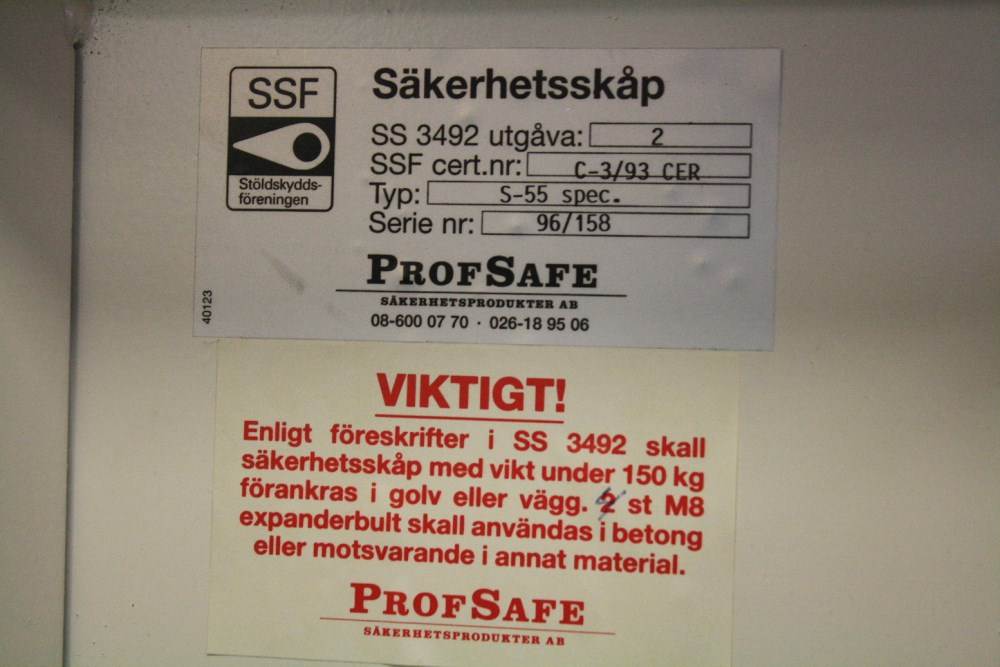 SSF
Stöldskydds-
föreningen
Säkerhetsskåp
SS 3492 utgåva: 2
SSF cert.nr: C-3/93 CER
Typ: S-55 spec.
Serie nr: 96/158
PROFSAFE
SÄKERHETSPRODUKTER AB
08-600 07 70 · 026-18 95 06
40123
VIKTIGT!
Enligt föreskrifter i SS 3492 skall
säkerhetsskåp med vikt under 150 kg
förankras i golv eller vägg. 2 st M8
expanderbult skall användas i betong
eller motsvarande i annat material.
PROFSAFE
SÄKERHETSPRODUKTER AB